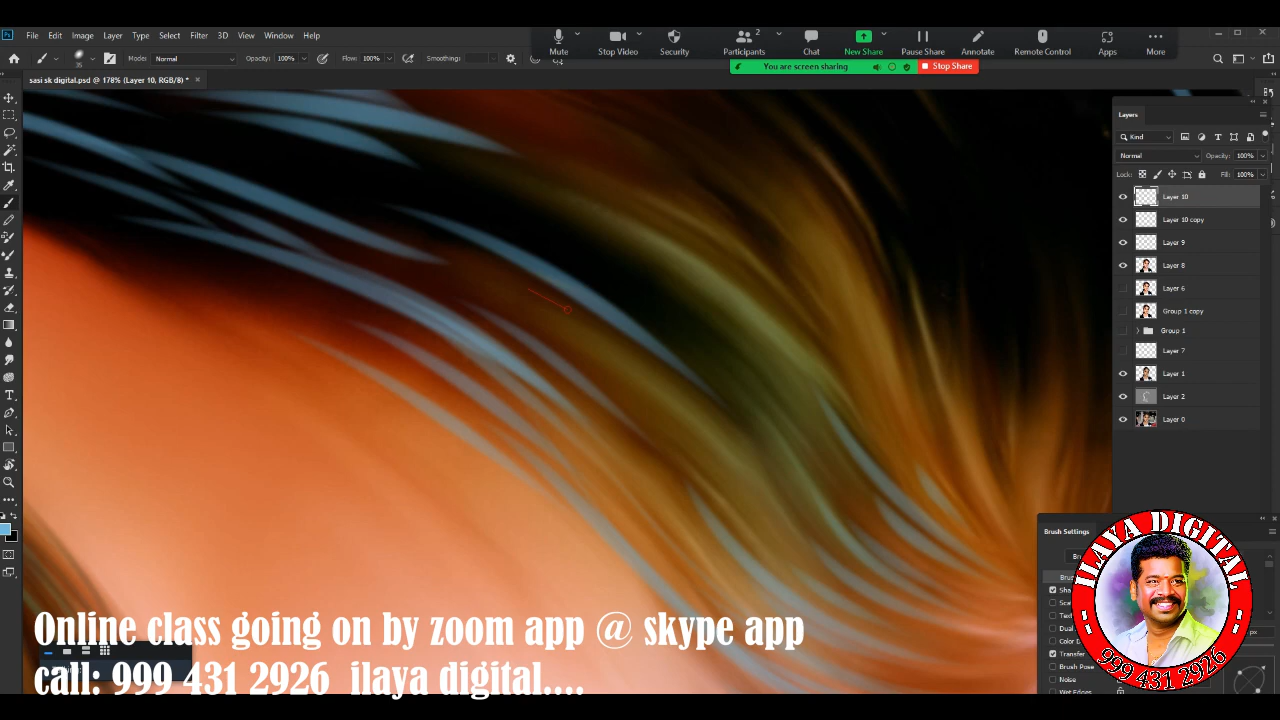 File Edit Image Layer Type Select Filter 3D View Window Help
Mute Stop Video Security Participants 2 Chat New Share Pause Share Annotate Remote Control Apps More
You are screen sharing Stop Share
Mode: Normal Opacity: 100% Flow: 100% Smoothing:
sasi sk digital.psd @ 178% (Layer 10, RGB/8) *
Layers
Kind
Normal Opacity: 100%
Lock: Fill: 100%
Layer 10
Layer 10 copy
Layer 9
Layer 8
Layer 6
Group 1 copy
Group 1
Layer 7
Layer 1
Layer 2
Layer 0
Brush Settings
Transfer
Brush Pose
Noise
Wet Edges
ILAYA DIGITAL
999 431 2926
Online class going on by zoom app @ skype app
call: 999 431 2926 ilaya digital....